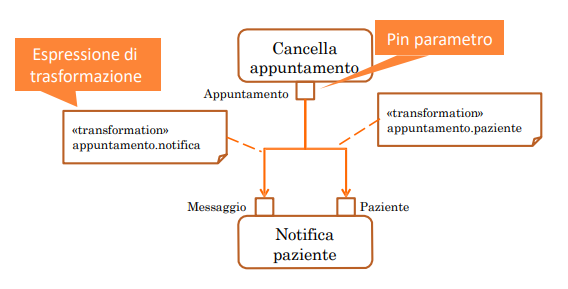 Espressione di
trasformazione
Pin parametro
Cancella
appuntamento
Appuntamento
«transformation»
appuntamento.notifica
«transformation»
appuntamento.paziente
Messaggio
Paziente
Notifica
paziente